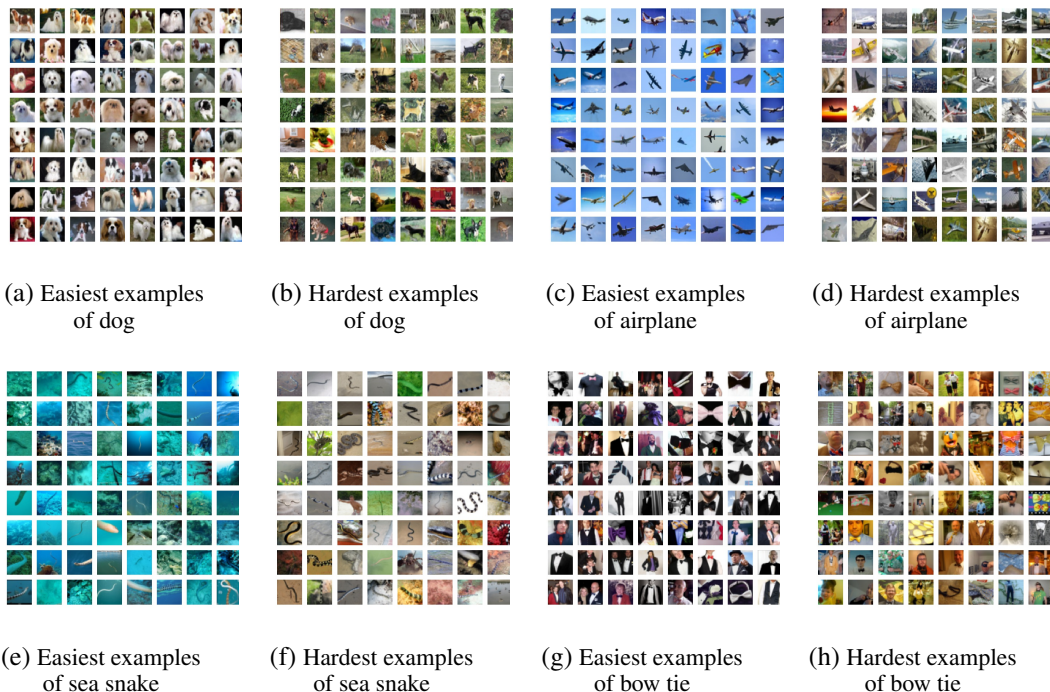 (a) Easiest examples
of dog
(b) Hardest examples
of dog
(c) Easiest examples
of airplane
(d) Hardest examples
of airplane
(e) Easiest examples
of sea snake
(f) Hardest examples
of sea snake
(g) Easiest examples
of bow tie
(h) Hardest examples
of bow tie